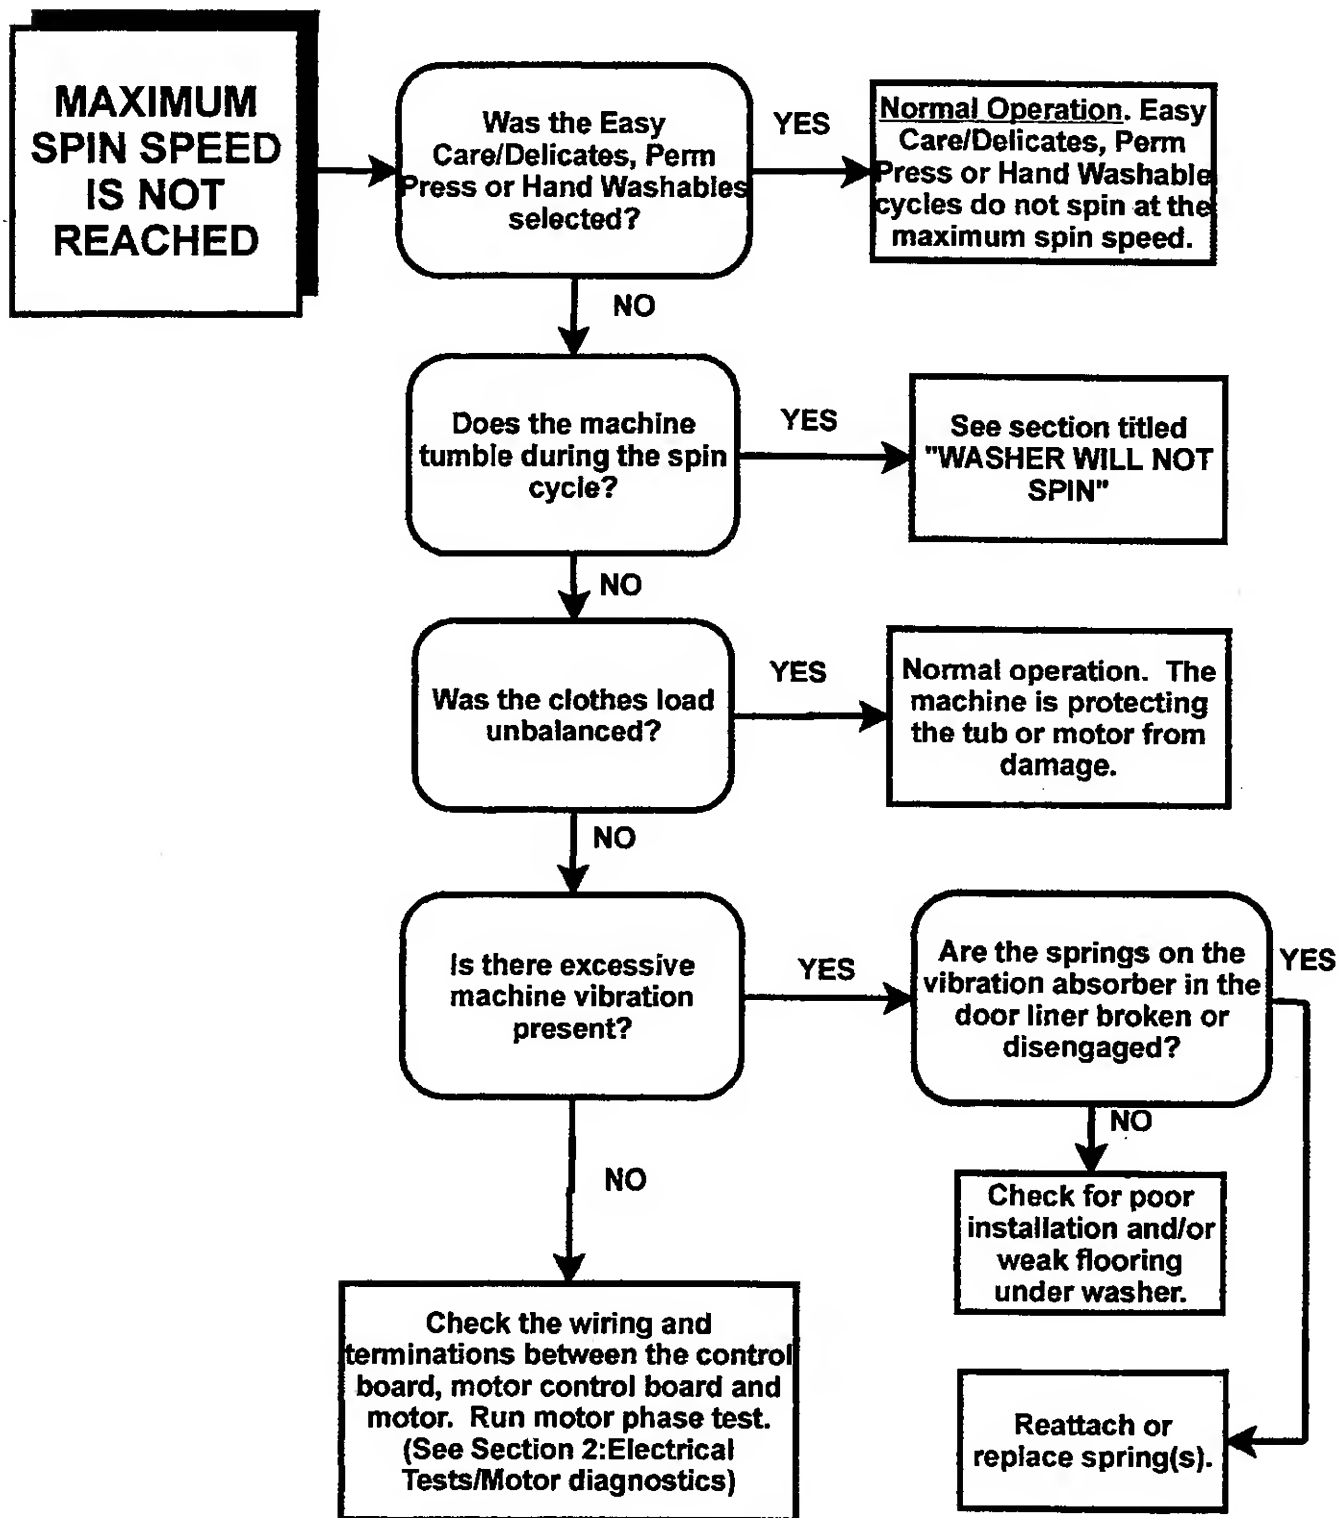 MAXIMUM
SPIN SPEED
IS NOT
REACHED
Was the Easy
Care/Delicates, Perm
Press or Hand Washables
selected?
YES
Normal Operation. Easy
Care/Delicates, Perm
Press or Hand Washable
cycles do not spin at the
maximum spin speed.
NO
Does the machine
tumble during the spin
cycle?
YES
See section titled
"WASHER WILL NOT
SPIN"
NO
Was the clothes load
unbalanced?
YES
Normal operation. The
machine is protecting
the tub or motor from
damage.
NO
Is there excessive
machine vibration
present?
YES
Are the springs on the
vibration absorber in the
door liner broken or
disengaged?
YES
NO
Check for poor
installation and/or
weak flooring
under washer.
Reattach or
replace spring(s).
NO
Check the wiring and
terminations between the control
board, motor control board and
motor. Run motor phase test.
(See Section 2:Electrical
Tests/Motor diagnostics)